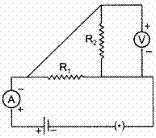 R₂
V
+
−
R₁
A
−
+
+ −
(•)